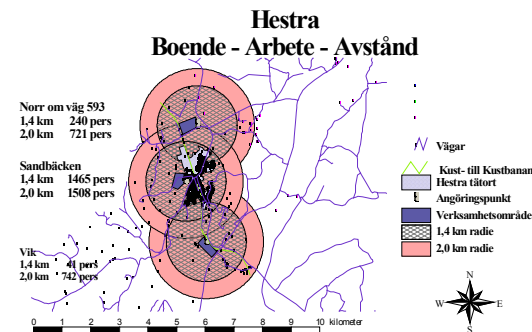 Hestra
Boende - Arbete - Avstånd
Norr om väg 593
1,4 km 240 pers
2,0 km 721 pers
Sandbäcken
1,4 km 1465 pers
2,0 km 1508 pers
Vik
1,4 km 41 pers
2,0 km 742 pers
Vägar
Kust- till Kustbanan
Hestra tätort
Angöringspunkt
Verksamhetsområde
1,4 km radie
2,0 km radie
N
W E
S
0 1 2 3 4 5 6 7 8 9 10 kilometer